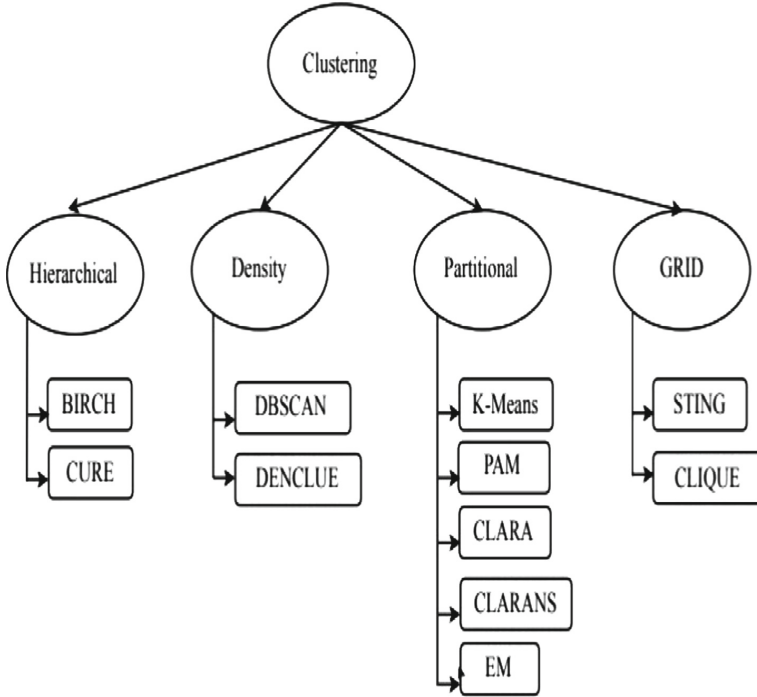 Clustering
Hierarchical
Density
Partitional
GRID
BIRCH
CURE
DBSCAN
DENCLUE
K-Means
PAM
CLARA
CLARANS
EM
STING
CLIQUE